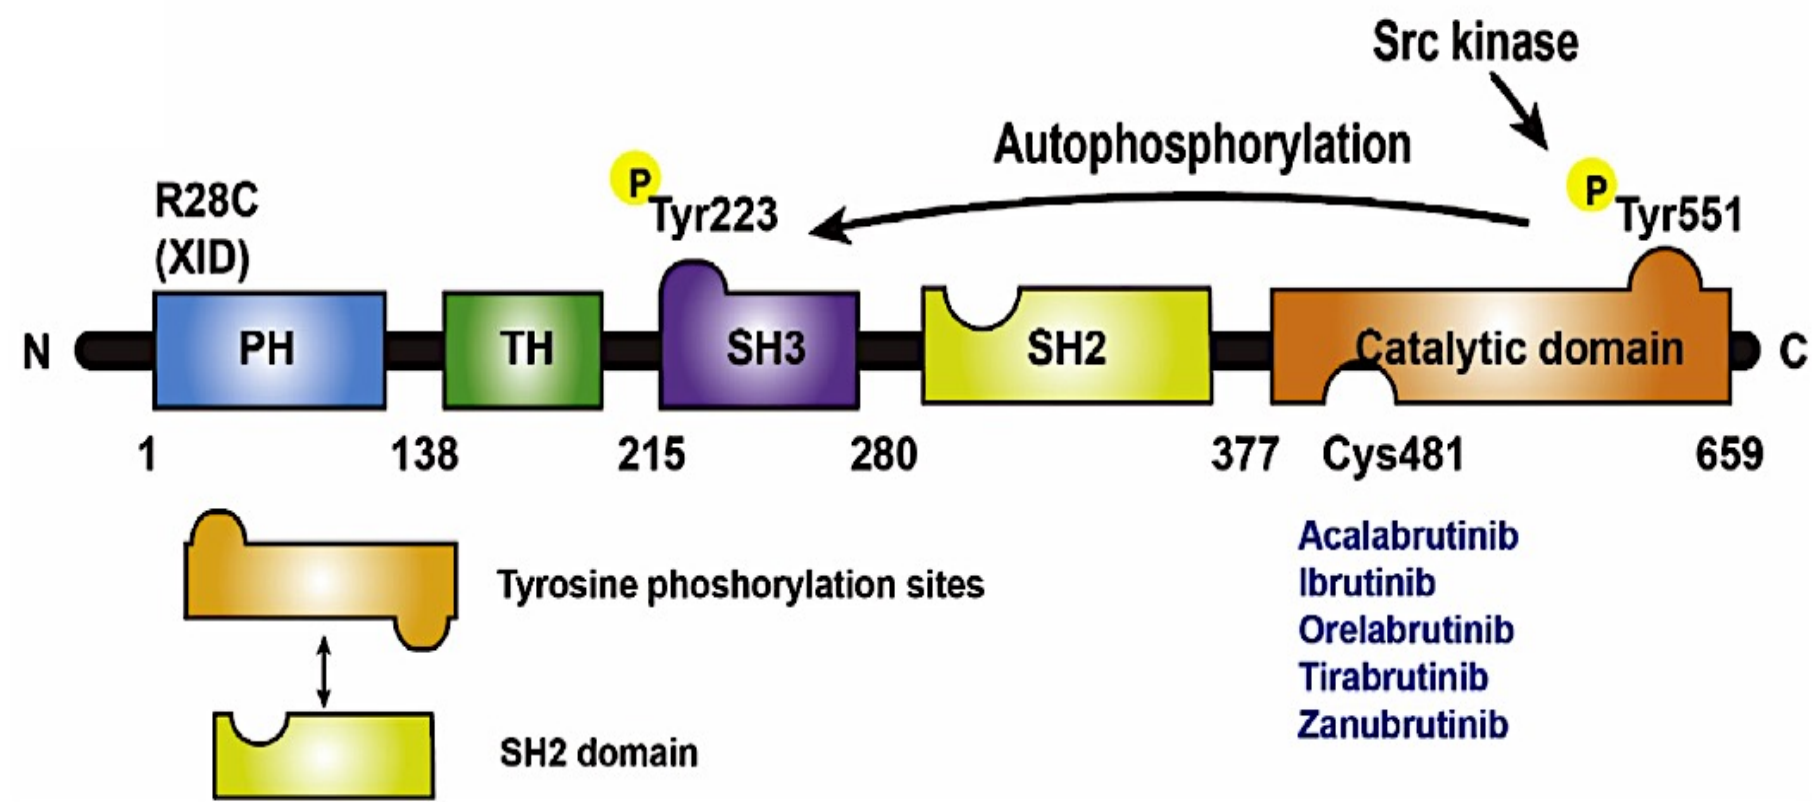 Src kinase
Autophosphorylation
R28C
(XID)
P
Tyr223
P
Tyr551
N
PH
TH
SH3
SH2
Catalytic domain
C
1
138
215
280
377
Cys481
659
Tyrosine phoshorylation sites
SH2 domain
Acalabrutinib
Ibrutinib
Orelabrutinib
Tirabrutinib
Zanubrutinib